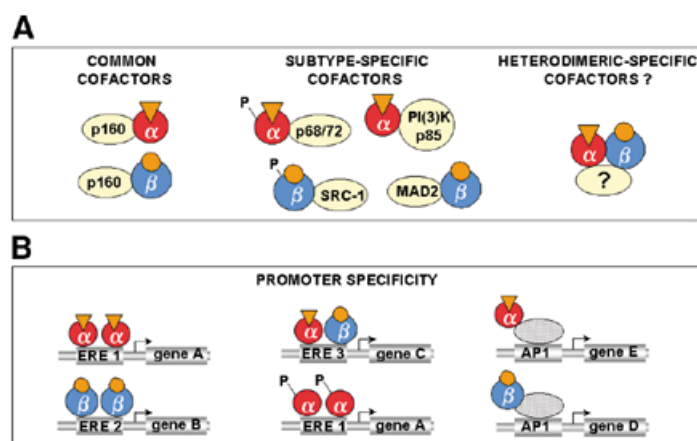 A
COMMON
COFACTORS
SUBTYPE-SPECIFIC
COFACTORS
HETERODIMERIC-SPECIFIC
COFACTORS ?
p160 α
P α p68/72
α PI(3)K
p85
α β
?
p160 β
P β SRC-1
MAD2 β
B
PROMOTER SPECIFICITY
α α
ERE 1 gene A
α β
ERE 3 gene C
α
AP1 gene E
β β
ERE 2 gene B
P α P α
ERE 1 gene A
β
AP1 gene D